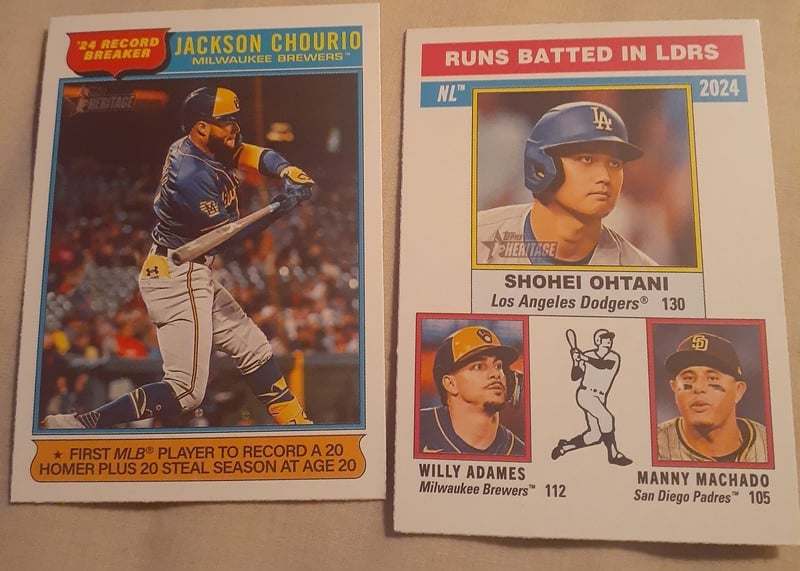 '24 RECORD
BREAKER
JACKSON CHOURIO
MILWAUKEE BREWERS™
Topps
HERITAGE
★ FIRST MLB® PLAYER TO RECORD A 20
HOMER PLUS 20 STEAL SEASON AT AGE 20
RUNS BATTED IN LDRS
NL™
2024
LA
Topps
HERITAGE
SHOHEI OHTANI
Los Angeles Dodgers® 130
WILLY ADAMES
Milwaukee Brewers™ 112
SD
MANNY MACHADO
San Diego Padres™ 105